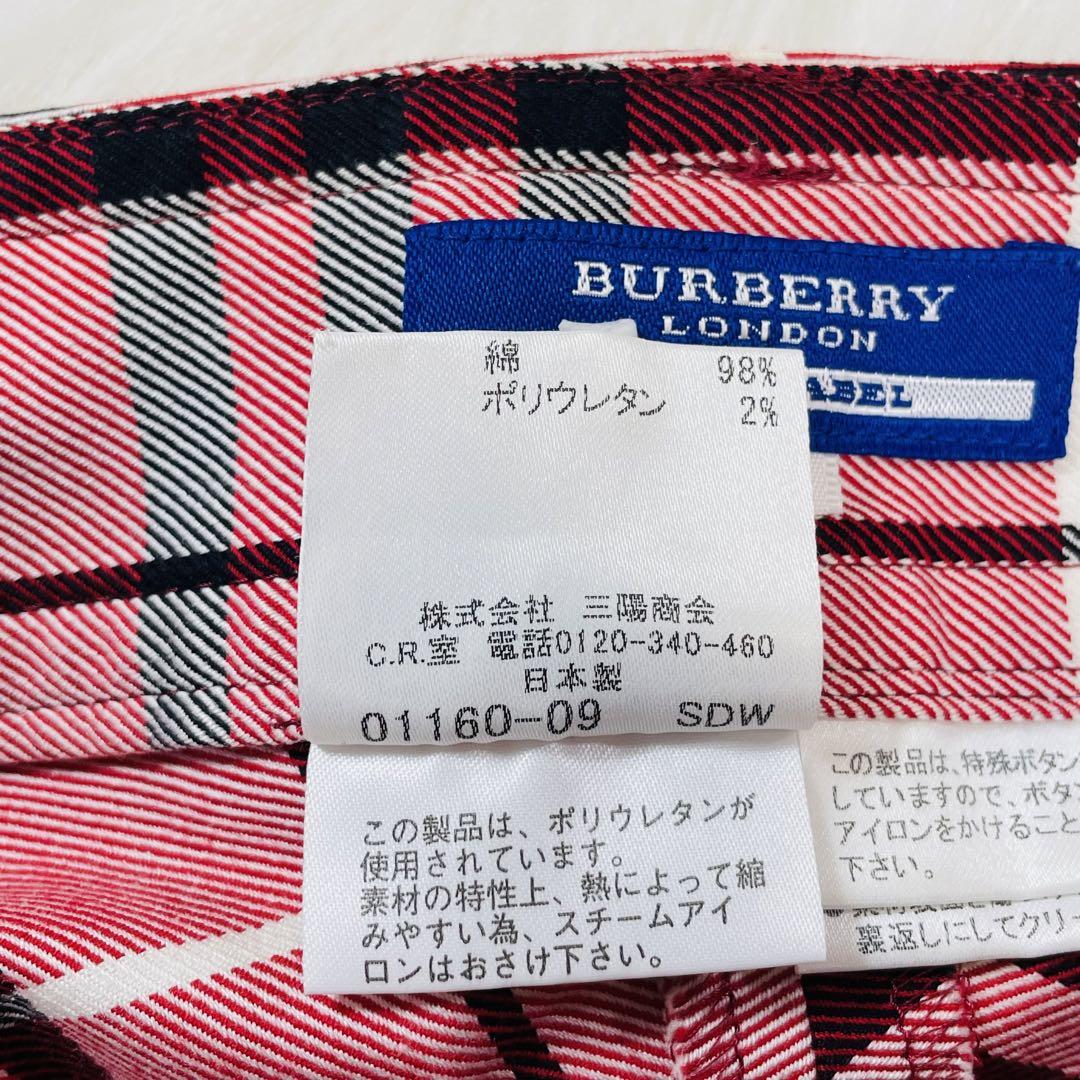 BURBERRY
LONDON
ABEL
綿 98%
ポリウレタン 2%
株式会社 三陽商会
C.R.室 電話0120-340-460
日本製
01160-09 SDW
この製品は、ポリウレタンが
使用されています。
素材の特性上、熱によって縮
みやすい為、スチームアイ
ロンはおさけ下さい。
この製品は、特殊ボタン
していますので、ボタ
アイロンをかけること
下さい。
裏返しにしてクリー